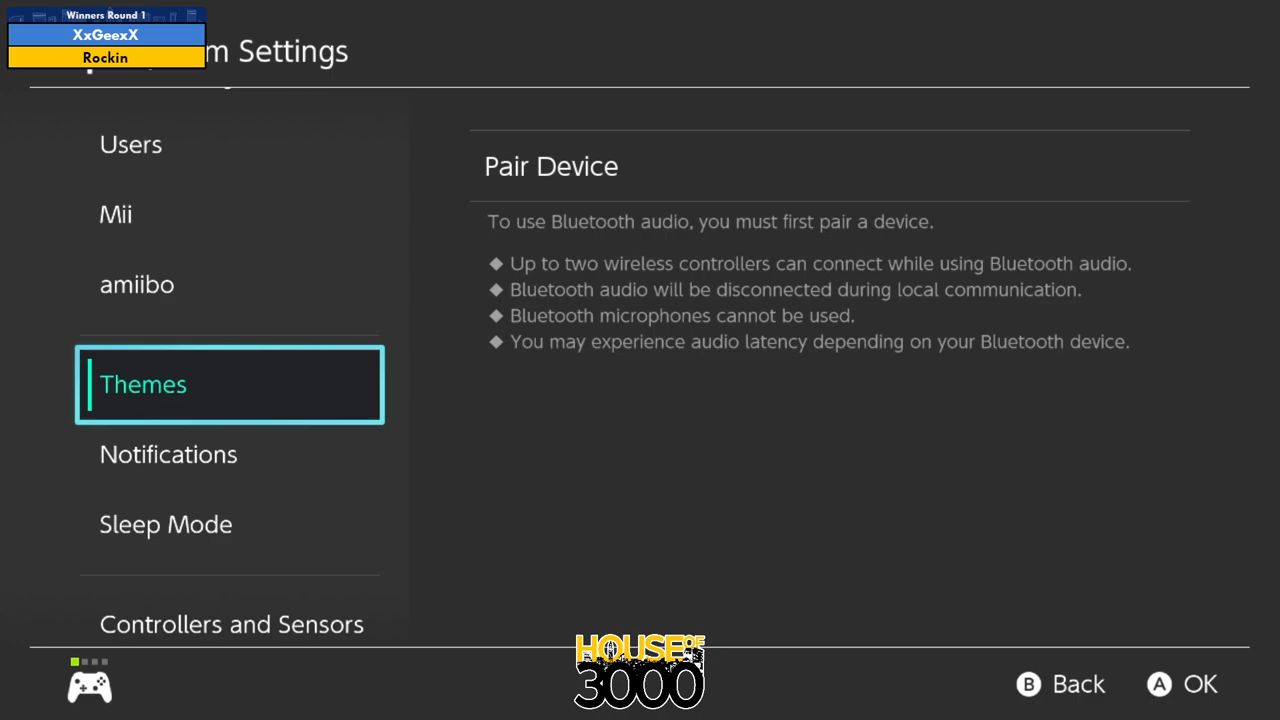 Winners Round 1
XxGeexX
Rockin
m Settings
Users
Mii
amiibo
Themes
Notifications
Sleep Mode
Controllers and Sensors
Pair Device
To use Bluetooth audio, you must first pair a device.
◆ Up to two wireless controllers can connect while using Bluetooth audio.
◆ Bluetooth audio will be disconnected during local communication.
◆ Bluetooth microphones cannot be used.
◆ You may experience audio latency depending on your Bluetooth device.
HOUSE OF
3000
B Back
A OK